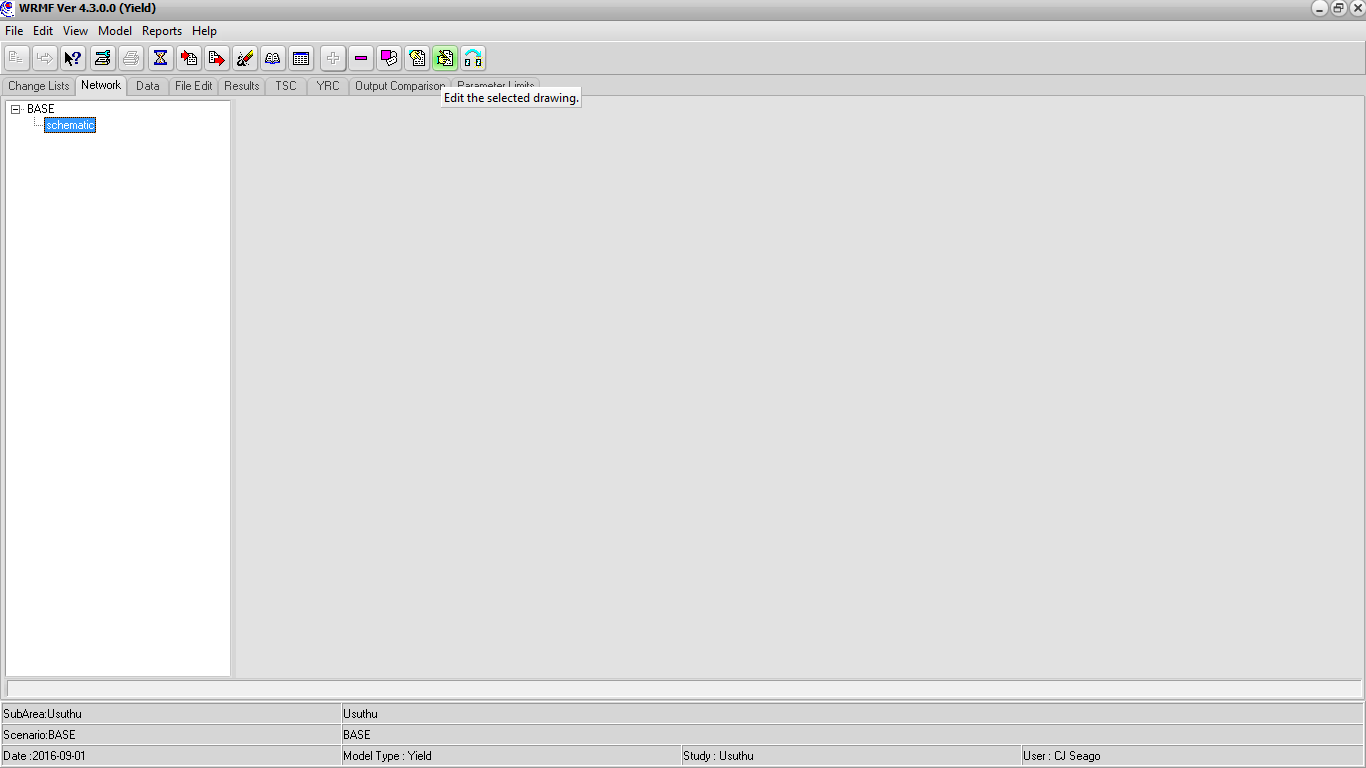 WRMF Ver 4.3.0.0 (Yield)
File Edit View Model Reports Help
Change Lists Network Data File Edit Results TSC YRC Output Comparison Parameter Limits
Edit the selected drawing.
BASE
schematic
SubArea:Usuthu Usuthu
Scenario:BASE BASE
Date :2016-09-01 Model Type : Yield Study : Usuthu User : CJ Seago